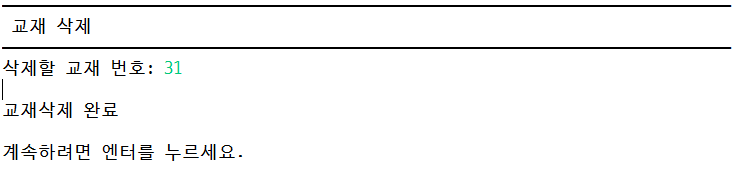 교재 삭제
삭제할 교재 번호: 31
교재삭제 완료
계속하려면 엔터를 누르세요.